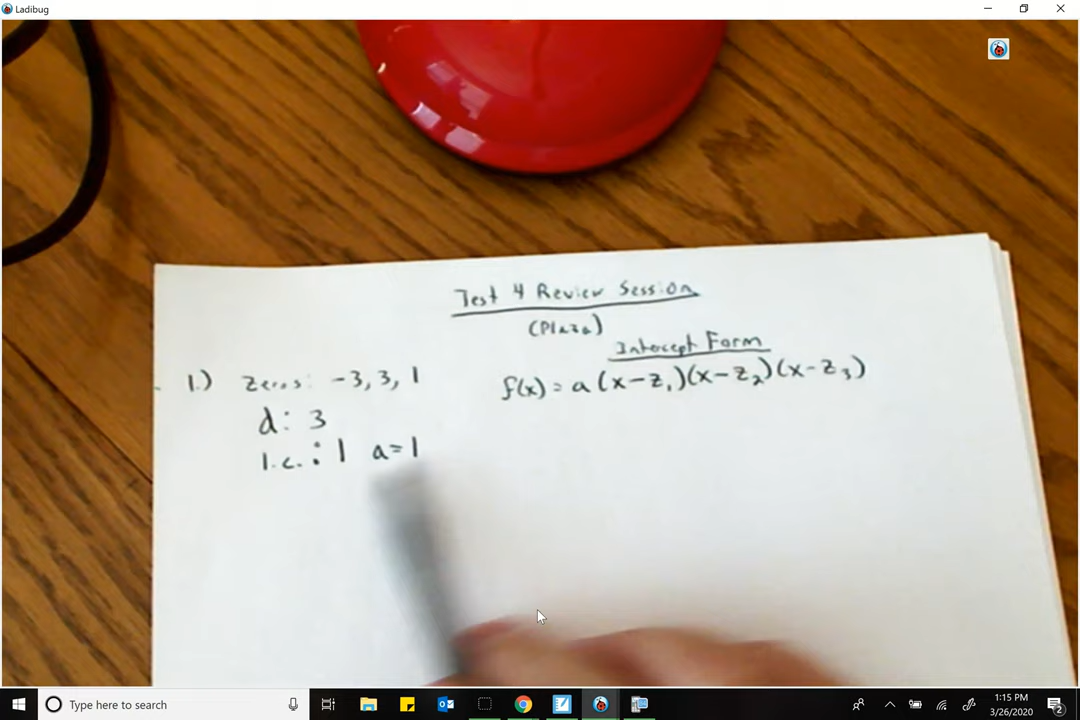 Ladibug
Test 4 Review Session
(Plaza)
Intercept Form
1.) zeros: -3, 3, 1
f(x) = a(x-z₁)(x-z₂)(x-z₃)
d: 3
l.c.: 1 a=1
Type here to search
1:15 PM
3/26/2020
2